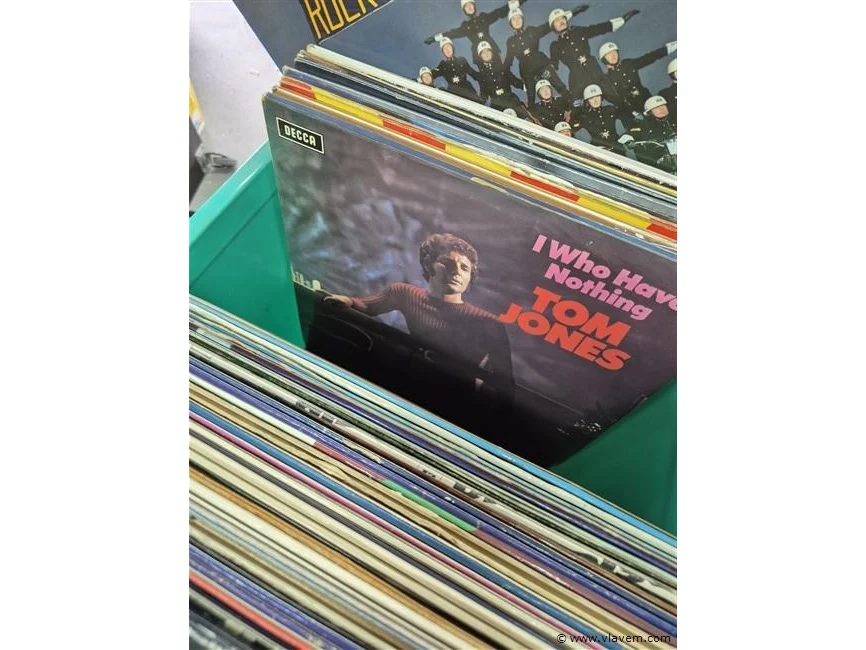 ROCK
DECCA
I Who Have
Nothing
TOM
JONES
© www.vlavem.com